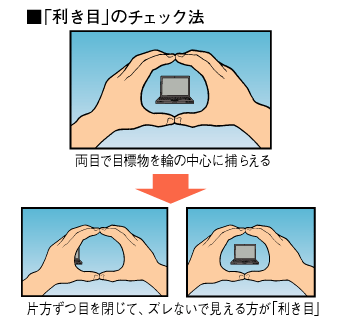 ■「利き目」のチェック法
両目で目標物を輪の中心に捕らえる
片方ずつ目を閉じて、ズレないで見える方が「利き目」